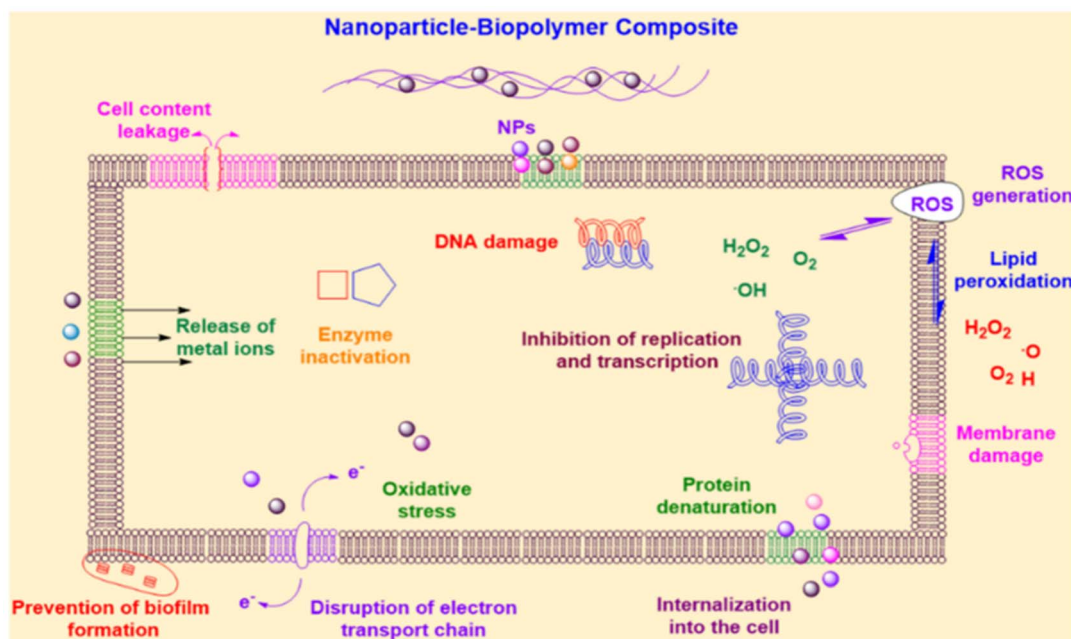 Nanoparticle-Biopolymer Composite
Cell content
leakage
NPs
ROS
ROS
generation
DNA damage
H₂O₂
O₂
·OH
Lipid
peroxidation
Release of
metal ions
Enzyme
inactivation
Inhibition of replication
and transcription
H₂O₂
·O
O₂ H
Membrane
damage
e⁻
Oxidative
stress
Protein
denaturation
Prevention of biofilm
formation
e⁻
Disruption of electron
transport chain
Internalization
into the cell